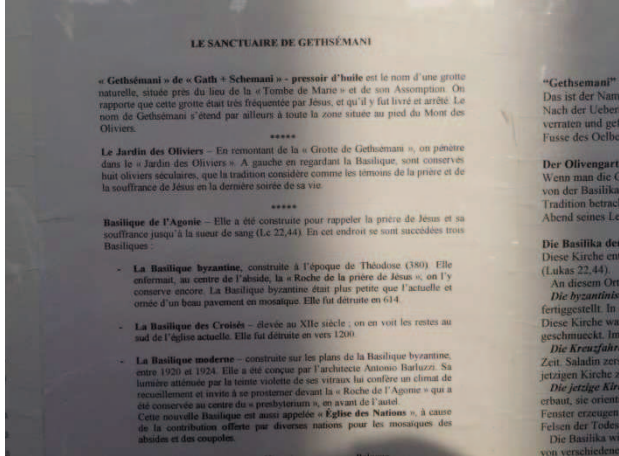 LE SANCTUAIRE DE GETHSÉMANI
« Gethsémani » de « Gath + Schemani » - pressoir d'huile est le nom d'une grotte
naturelle, située près du lieu de la « Tombe de Marie » et de son Assomption. On
rapporte que cette grotte était très fréquentée par Jésus, et qu'il y fut livré et arrêté. Le
nom de Gethsémani s'étend par ailleurs à toute la zone située au pied du Mont des
Oliviers.
*****
Le Jardin des Oliviers – En remontant de la « Grotte de Gethsémani », on pénètre
dans le « Jardin des Oliviers ». A gauche en regardant la Basilique, sont conservés
huit oliviers séculaires, que la tradition considère comme les témoins de la prière et de
la souffrance de Jésus en la dernière soirée de sa vie.
*****
Basilique de l'Agonie – Elle a été construite pour rappeler la prière de Jésus et sa
souffrance jusqu'à la sueur de sang (Lc 22,44). En cet endroit se sont succédées trois
Basiliques :
- La Basilique byzantine, construite à l'époque de Théodose (380). Elle
enfermait, au centre de l'abside, la « Roche de la prière de Jésus », on l'y
conserve encore. La Basilique byzantine était plus petite que l'actuelle et
ornée d'un beau pavement en mosaïque. Elle fut détruite en 614.
- La Basilique des Croisés – élevée au XIIe siècle ; on en voit les restes au
sud de l'église actuelle. Elle fut détruite en vers 1200.
- La Basilique moderne – construite sur les plans de la Basilique byzantine,
entre 1920 et 1924. Elle a été conçue par l'architecte Antonio Barluzzi. Sa
lumière atténuée par la teinte violette de ses vitraux lui confère un climat de
recueillement et invite à se prosterner devant la « Roche de l'Agonie » qui a
été conservée au centre du « presbyterium », en avant de l'autel.
Cette nouvelle Basilique est aussi appelée « Église des Nations », à cause
de la contribution offerte par diverses nations pour les mosaïques des
absides et des coupoles.
"Gethsemani"
Das ist der Nam
Nach der Ueber
verraten und gef
Fusse des Oelbe
Der Olivengart
Wenn man die G
von der Basilika
Tradition betrac
Abend seines Le
Die Basilika de
Diese Kirche en
(Lukas 22,44).
An diesem Ort
Die byzantinis
fertiggestellt. In
Diese Kirche wa
geschmueckt. Im
Die Kreuzfahr
Zeit. Saladin zer
jetzigen Kirche z
Die jetzige Kir
erbaut, sie orient
Fenster erzeugen
Felsen der Todes
Die Basilika wi
von verschiedene